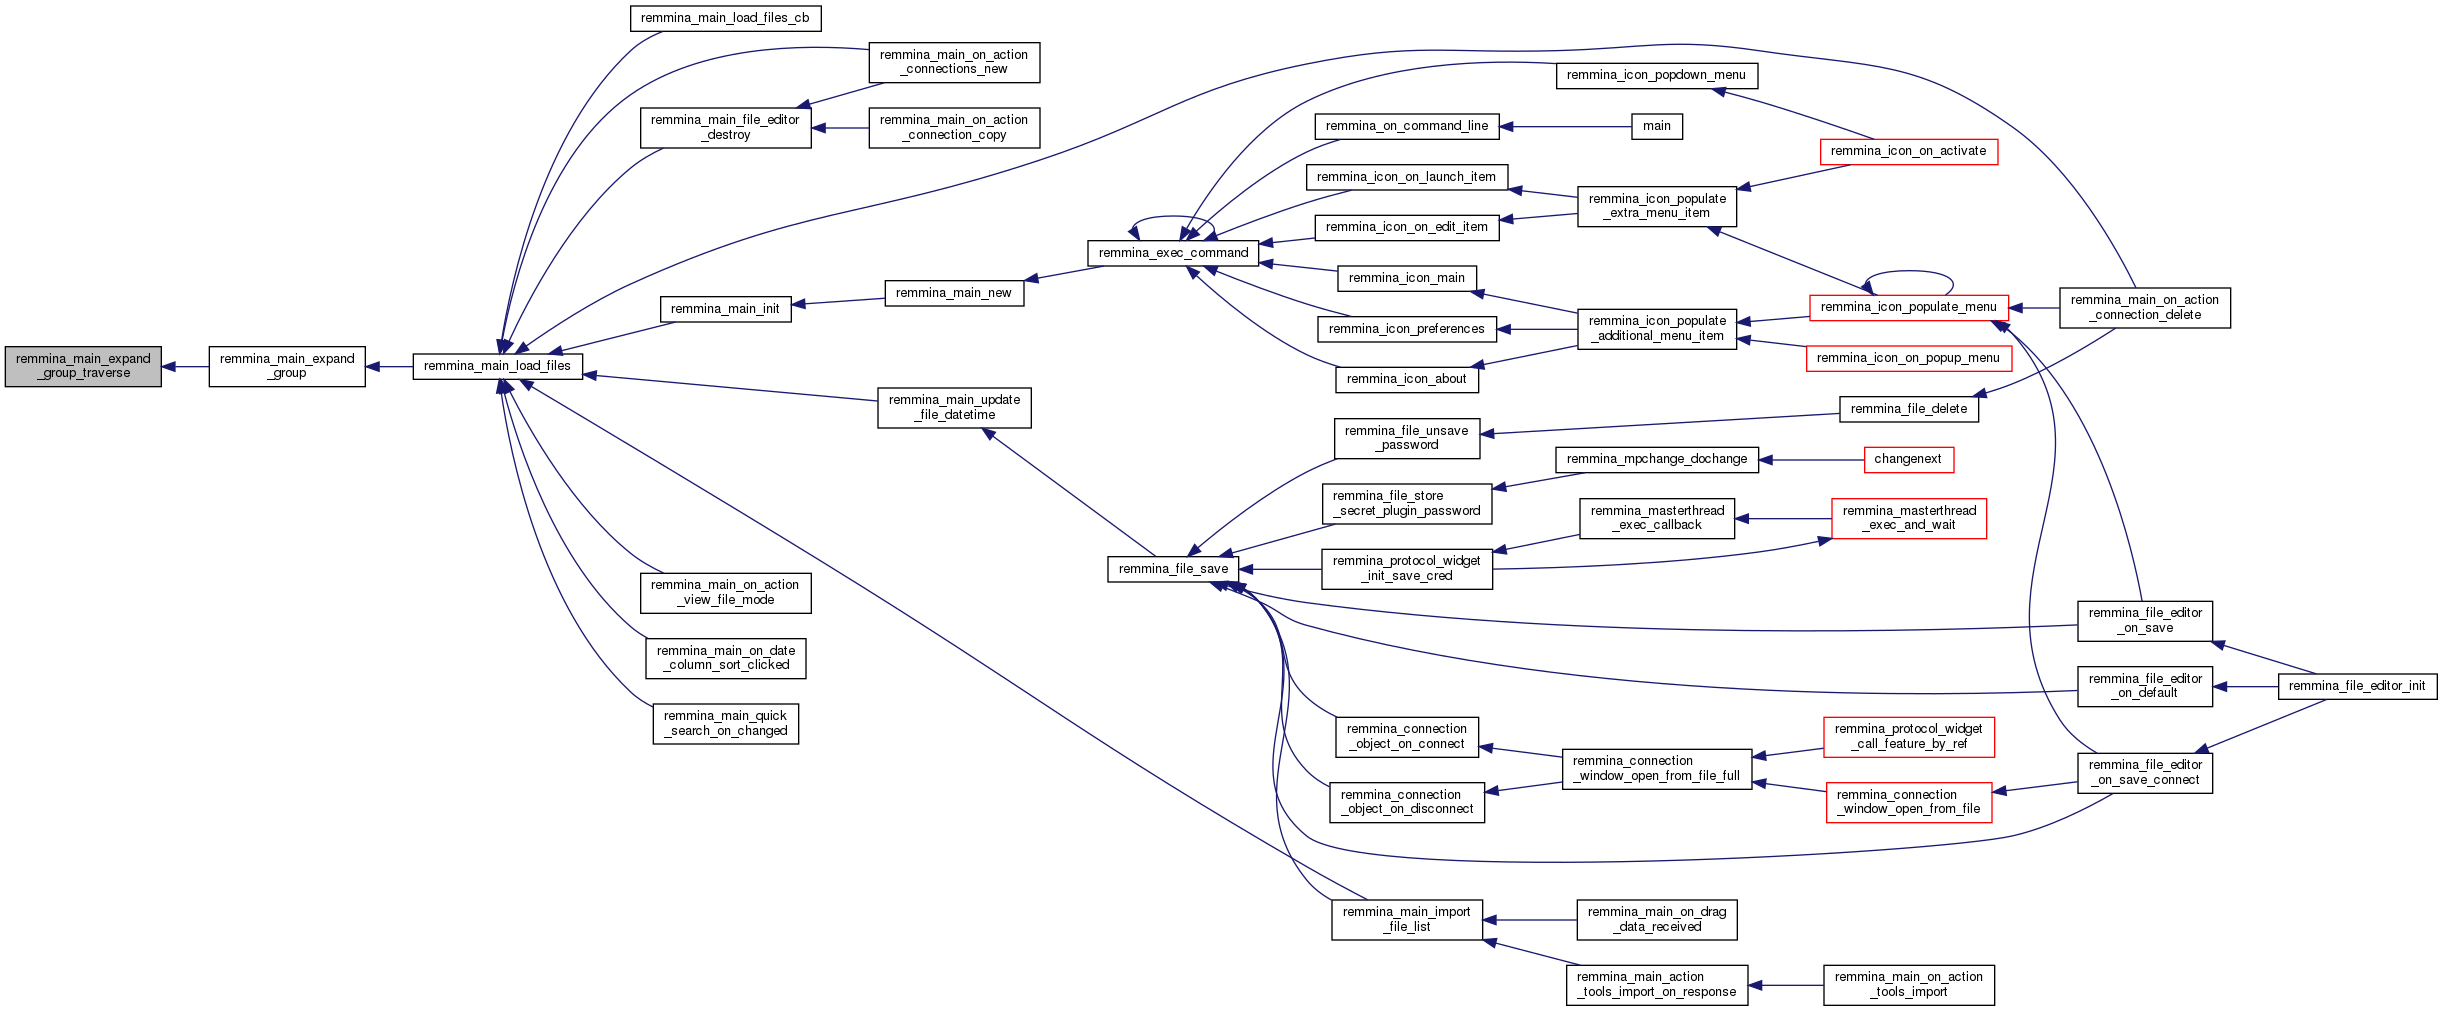 remmina_main_expand
_group_traverse
remmina_main_expand
_group
remmina_main_load_files
remmina_main_load_files_cb
remmina_main_on_action
_connections_new
remmina_main_file_editor
_destroy
remmina_main_on_action
_connection_copy
remmina_main_init
remmina_main_new
remmina_main_update
_file_datetime
remmina_main_on_action
_view_file_mode
remmina_main_on_date
_column_sort_clicked
remmina_main_quick
_search_on_changed
remmina_exec_command
remmina_file_save
remmina_icon_popdown_menu
remmina_on_command_line
main
remmina_icon_on_launch_item
remmina_icon_on_edit_item
remmina_icon_main
remmina_icon_preferences
remmina_icon_about
remmina_icon_populate
_extra_menu_item
remmina_icon_populate
_additional_menu_item
remmina_icon_on_activate
remmina_icon_populate_menu
remmina_icon_on_popup_menu
remmina_main_on_action
_connection_delete
remmina_file_unsave
_password
remmina_file_delete
remmina_file_store
_secret_plugin_password
remmina_mpchange_dochange
changenext
remmina_protocol_widget
_init_save_cred
remmina_masterthread
_exec_callback
remmina_masterthread
_exec_and_wait
remmina_file_editor
_on_save
remmina_file_editor
_on_default
remmina_file_editor_init
remmina_connection
_object_on_connect
remmina_connection
_object_on_disconnect
remmina_connection
_window_open_from_file_full
remmina_protocol_widget
_call_feature_by_ref
remmina_connection
_window_open_from_file
remmina_file_editor
_on_save_connect
remmina_main_import
_file_list
remmina_main_on_drag
_data_received
remmina_main_action
_tools_import_on_response
remmina_main_on_action
_tools_import